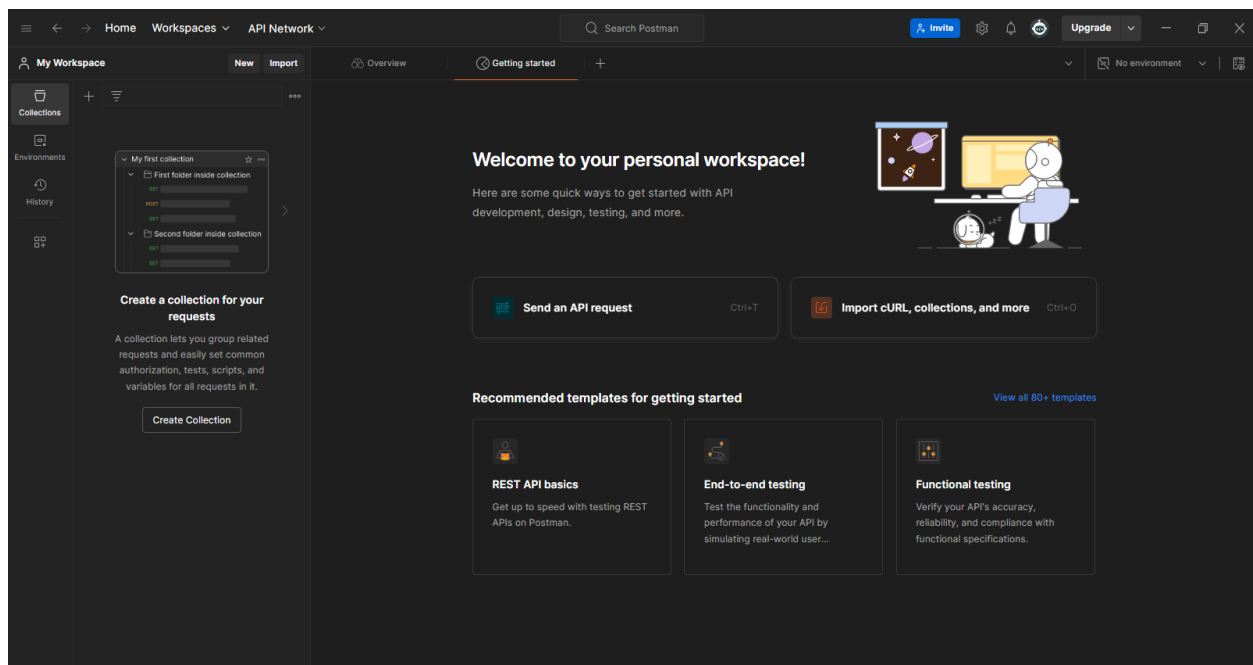 Home Workspaces API Network Search Postman Invite Upgrade
My Workspace New Import Overview Getting started No environment
Collections
Environments
History
My first collection
First folder inside collection
GET
POST
GET
Second folder inside collection
GET
GET
Create a collection for your
requests
A collection lets you group related
requests and easily set common
authorization, tests, scripts, and
variables for all requests in it.
Create Collection
Welcome to your personal workspace!
Here are some quick ways to get started with API
development, design, testing, and more.
Send an API request Ctrl+T
Import cURL, collections, and more Ctrl+O
Recommended templates for getting started View all 80+ templates
REST API basics
Get up to speed with testing REST
APIs on Postman.
End-to-end testing
Test the functionality and
performance of your API by
simulating real-world user...
Functional testing
Verify your API's accuracy,
reliability, and compliance with
functional specifications.